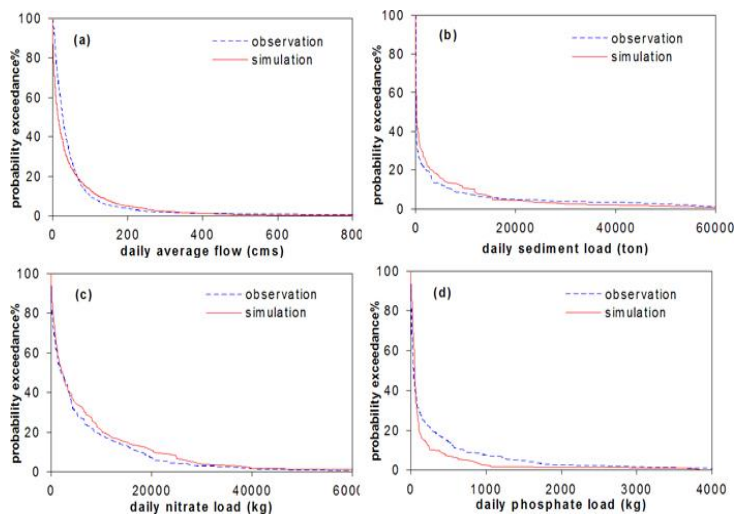 (a)
observation
simulation
probability exceedance%
100
80
60
40
20
0
0 200 400 600 800
daily average flow (cms)
(b)
observation
simulation
probability exceedance%
100
80
60
40
20
0
0 20000 40000 60000
daily sediment load (ton)
(c)
observation
simulation
probability exceedance%
100
80
60
40
20
0
0 20000 40000 6000
daily nitrate load (kg)
(d)
observation
simulation
probability exceedance%
100
80
60
40
20
0
0 1000 2000 3000 4000
daily phosphate load (kg)